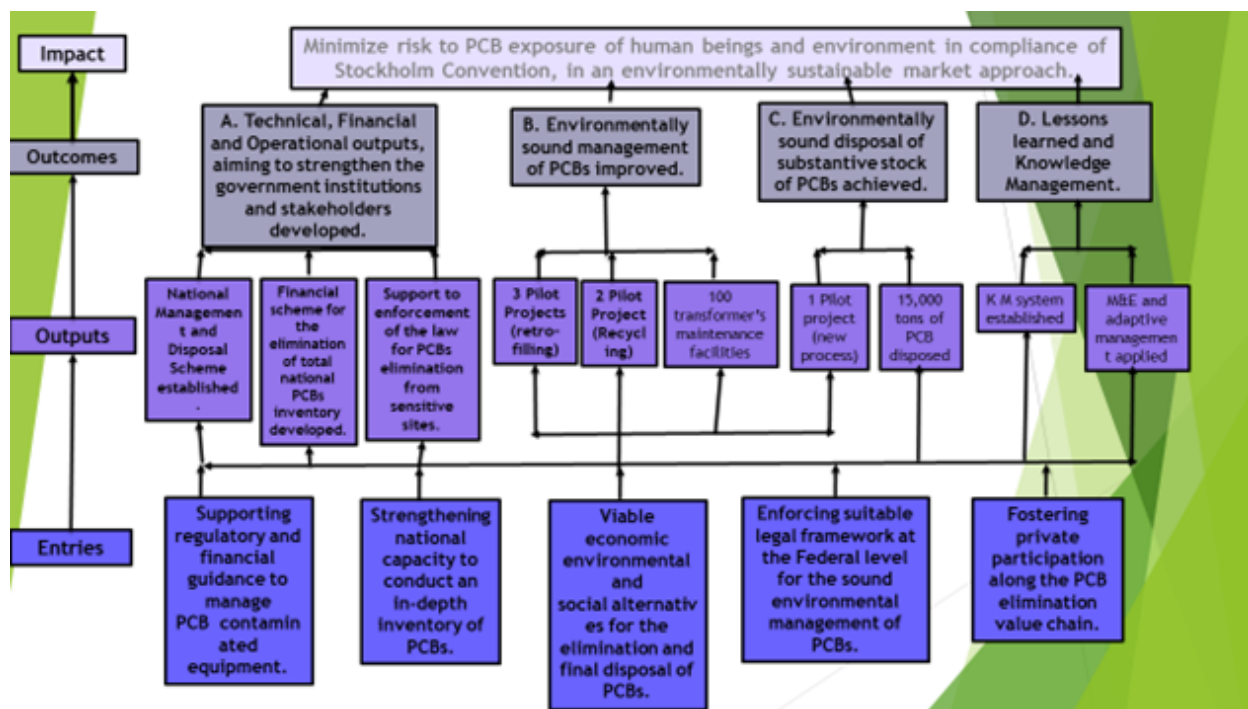 Impact
Minimize risk to PCB exposure of human beings and environment in compliance of
Stockholm Convention, in an environmentally sustainable market approach.
Outcomes
A. Technical, Financial
and Operational outputs,
aiming to strengthen the
government institutions
and stakeholders
developed.
B. Environmentally
sound management
of PCBs improved.
C. Environmentally
sound disposal of
substantive stock
of PCBs achieved.
D. Lessons
learned and
Knowledge
Management.
Outputs
National
Managemen
t and
Disposal
Scheme
established
.
Financial
scheme for
the
elimination
of total
national
PCBs
inventory
developed.
Support to
enforcement
of the law
for PCBs
elimination
from
sensitive
sites.
3 Pilot
Projects
(retro-
filling)
2 Pilot
Project
(Recycl
ing)
100
transformer's
maintenance
facilities
1 Pilot
project
(new
process)
15,000
tons of
PCB
disposed
K M system
established
M&E and
adaptive
managemen
t applied
Entries
Supporting
regulatory and
financial
guidance to
manage
PCB contamin
ated
equipment.
Strengthening
national
capacity to
conduct an
in-depth
inventory of
PCBs.
Viable
economic
environmental
and
social alternativ
es for the
elimination and
final disposal of
PCBs.
Enforcing suitable
legal framework at
the Federal level
for the sound
environmental
management of
PCBs.
Fostering
private
participation
along the PCB
elimination
value chain.